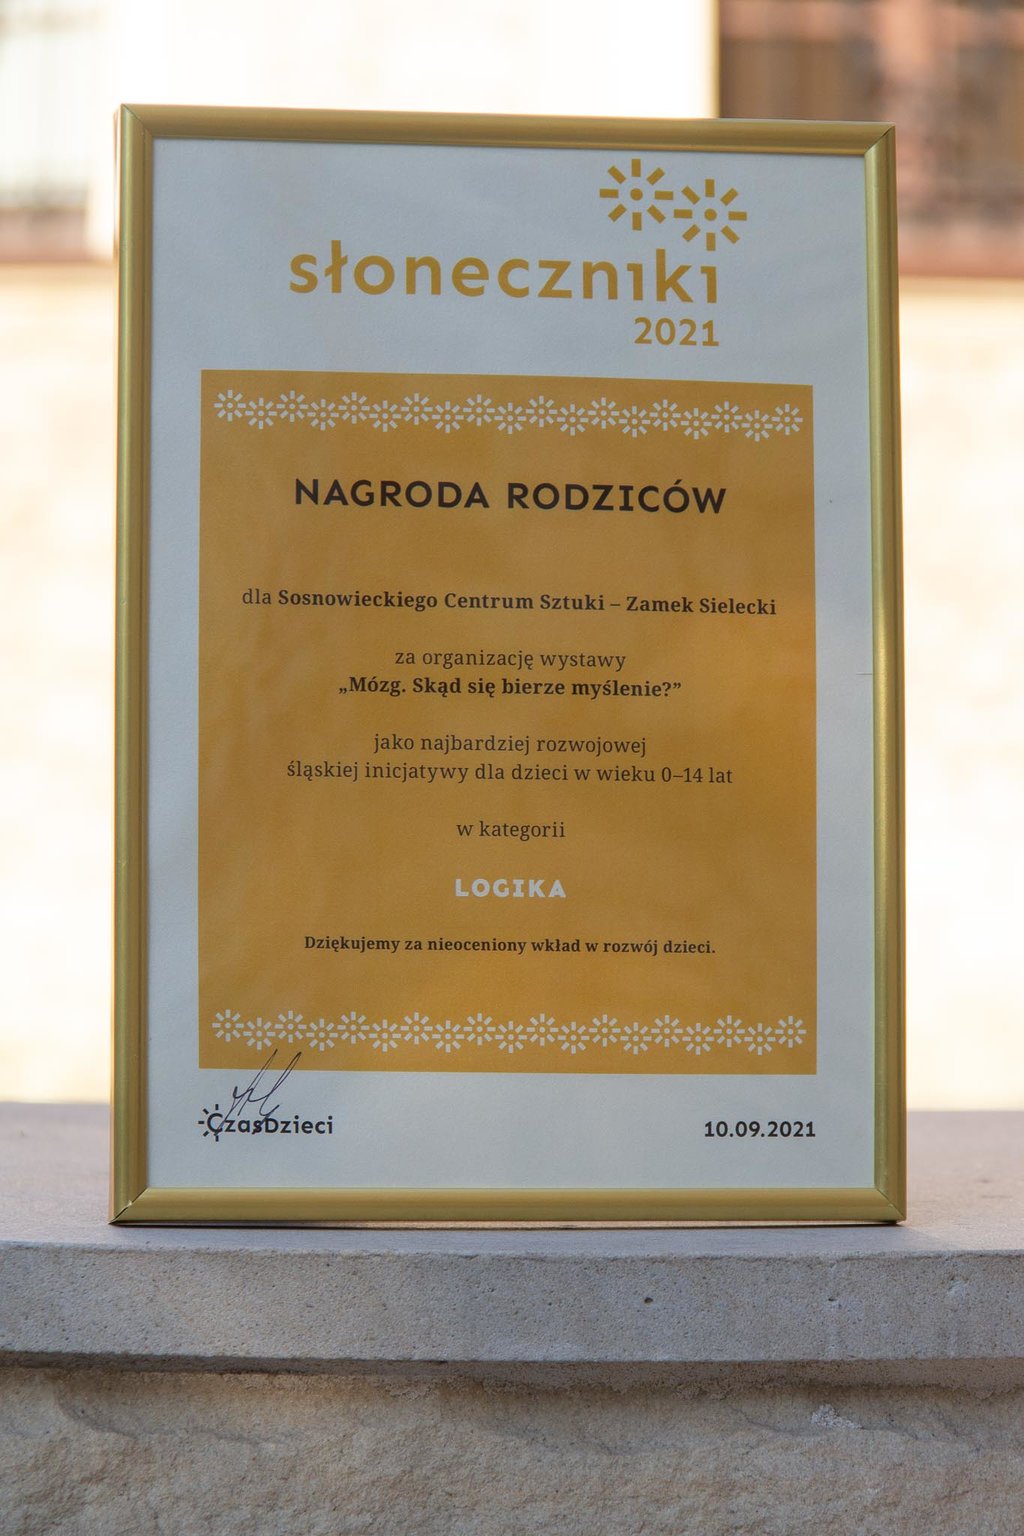 słoneczniki
2021
NAGRODA RODZICÓW
dla Sosnowieckiego Centrum Sztuki – Zamek Sielecki
za organizację wystawy
„Mózg. Skąd się bierze myślenie?”
jako najbardziej rozwojowej
śląskiej inicjatywy dla dzieci w wieku 0–14 lat
w kategorii
LOGIKA
Dziękujemy za nieoceniony wkład w rozwój dzieci.
CzasDzieci
10.09.2021